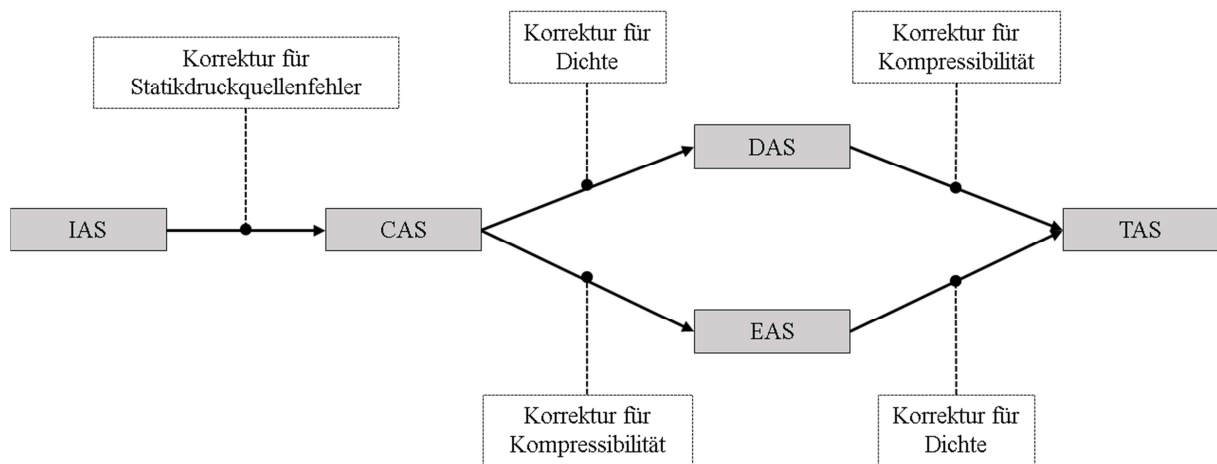 Korrektur für
Statikdruckquellenfehler
Korrektur für
Dichte
Korrektur für
Kompressibilität
DAS
IAS
CAS
TAS
EAS
Korrektur für
Kompressibilität
Korrektur für
Dichte